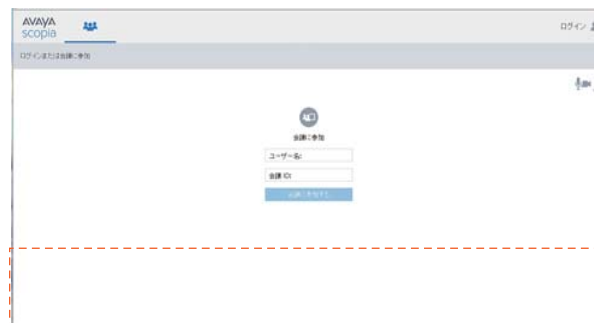 AVAYA
scopia
ログイン
ログインまたは会議に参加
会議に参加
ユーザー名:
会議 ID:
会議に参加する